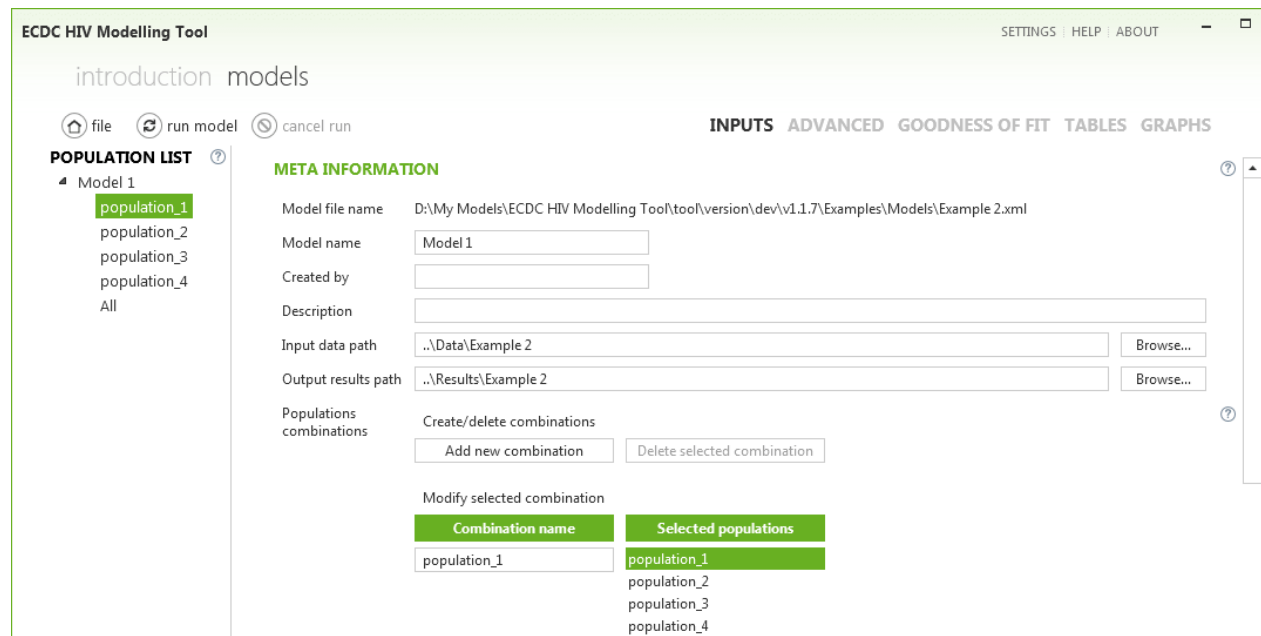 ECDC HIV Modelling Tool
SETTINGS | HELP | ABOUT
introduction models
file run model cancel run
INPUTS ADVANCED GOODNESS OF FIT TABLES GRAPHS
POPULATION LIST ?
Model 1
population_1
population_2
population_3
population_4
All
META INFORMATION ?
Model file name D:\My Models\ECDC HIV Modelling Tool\tool\version\dev\v1.1.7\Examples\Models\Example 2.xml
Model name Model 1
Created by
Description
Input data path ..\Data\Example 2 Browse...
Output results path ..\Results\Example 2 Browse...
Populations
combinations
?
Create/delete combinations
Add new combination Delete selected combination
Modify selected combination
Combination name Selected populations
population_1 population_1
population_2
population_3
population_4